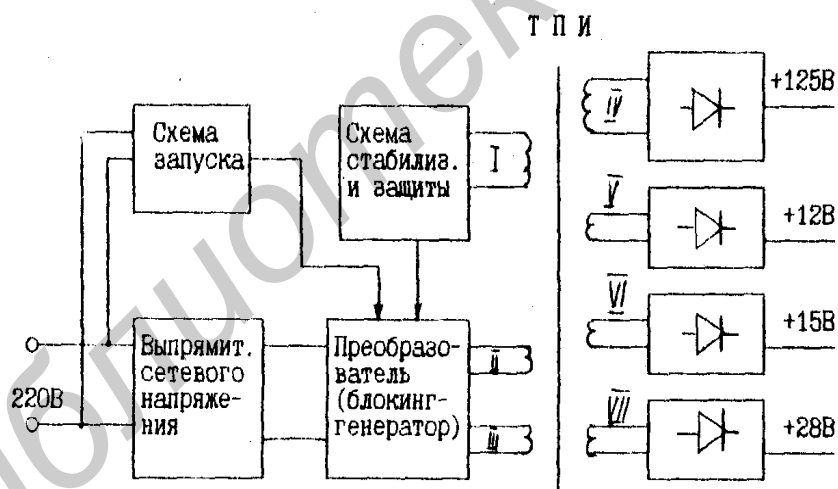 Т П И
Схема
запуска
Схема
стабилиз.
и защиты
I
IV
+125В
V
+12В
VI
+15В
VII
+28В
220В
Выпрямит.
сетевого
напряже-
ния
Преобразо-
ватель
(блокинг-
генератор)
II
III
библиотек